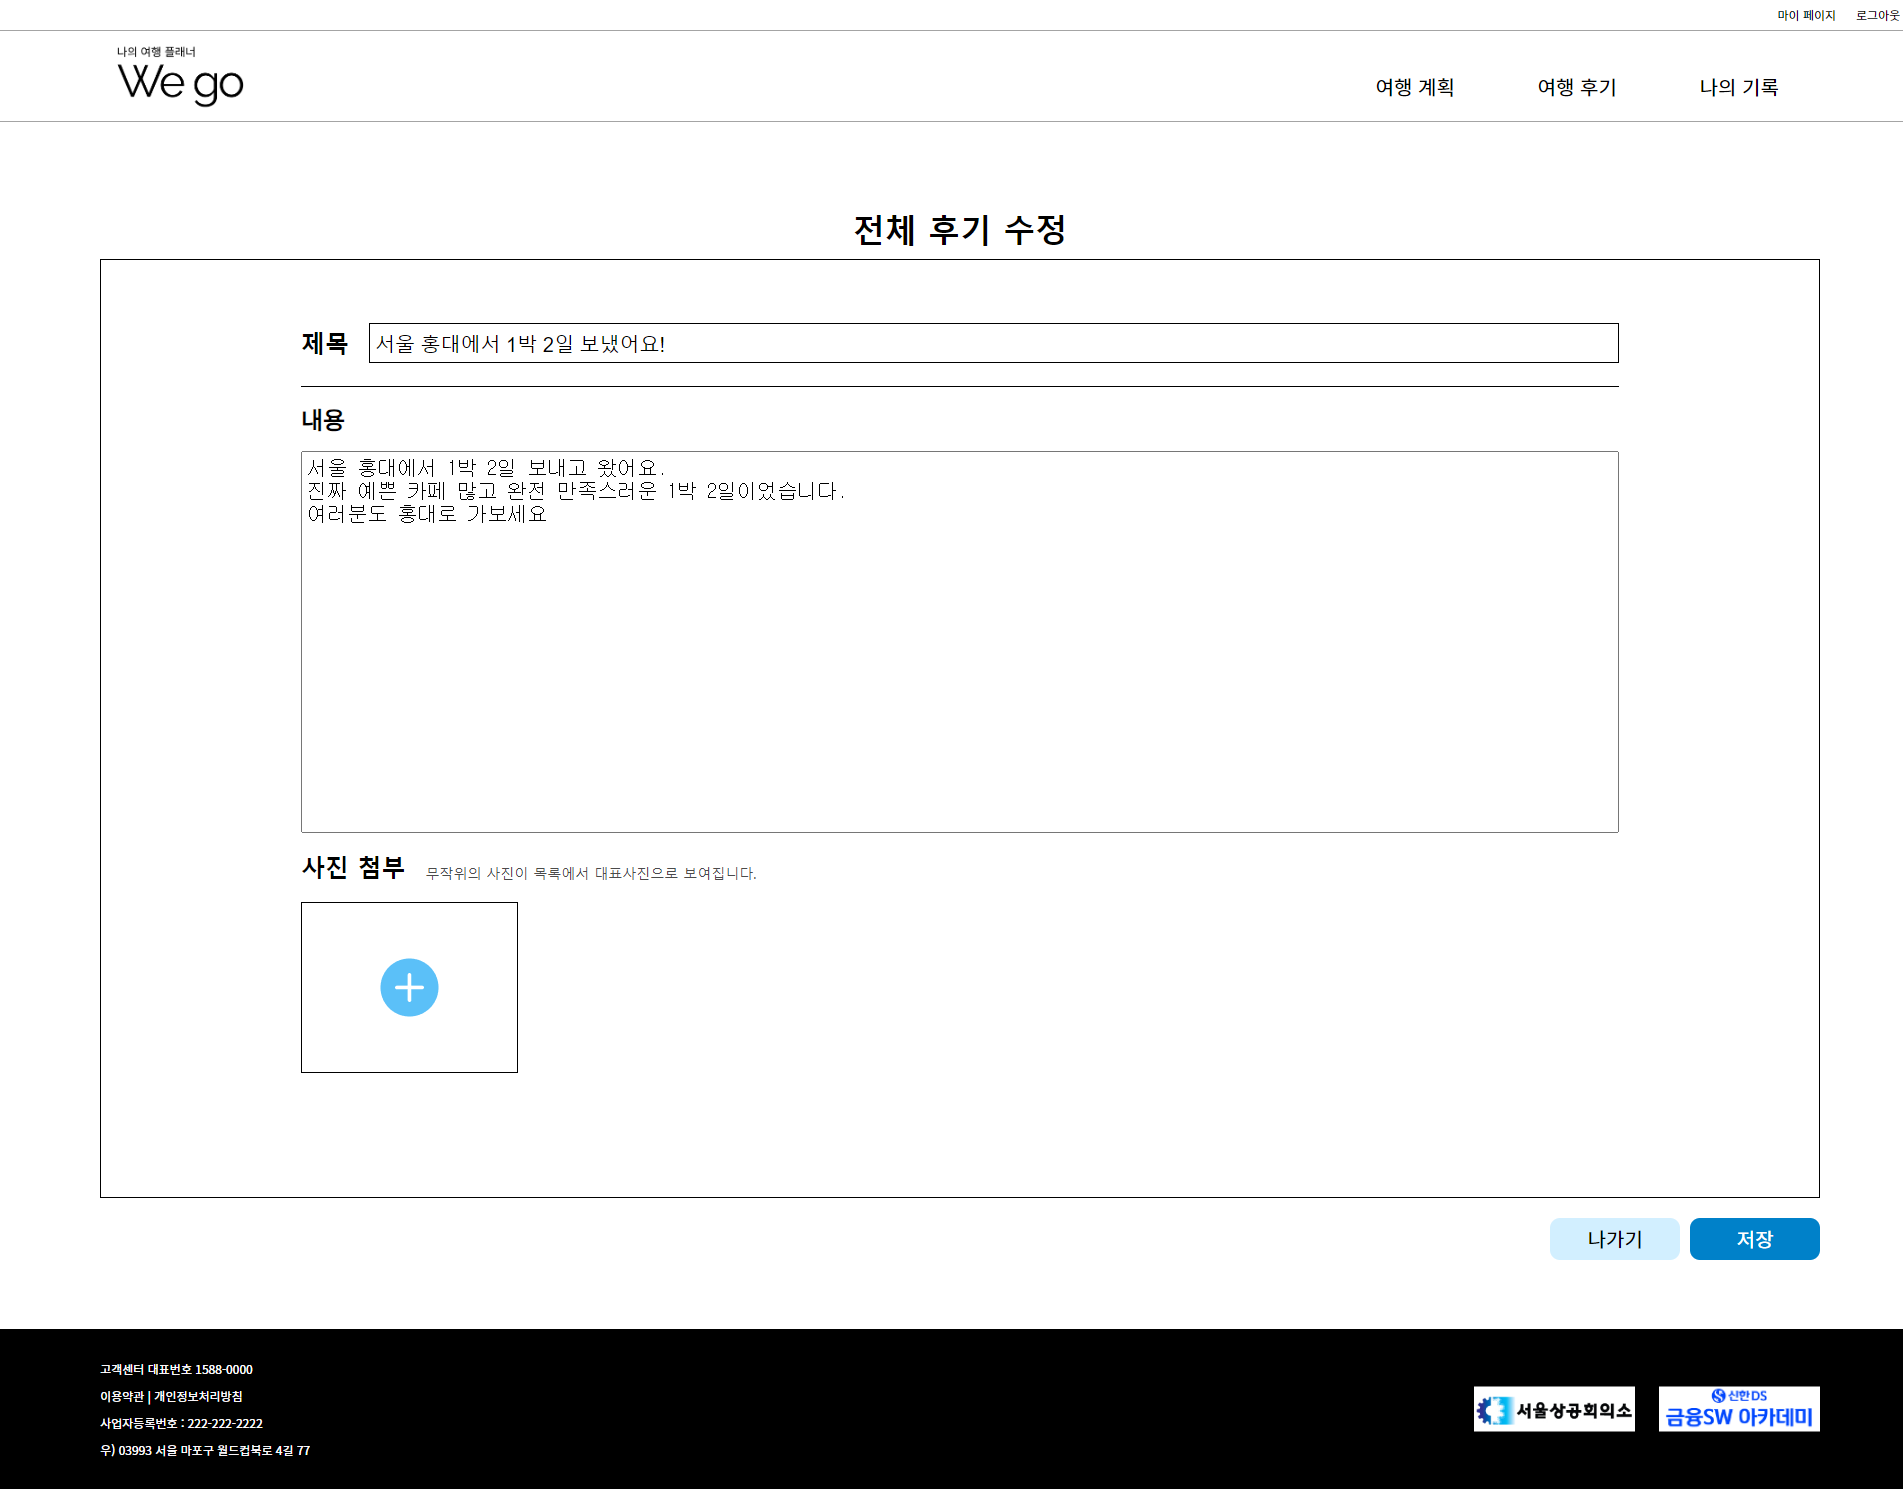 마이 페이지 로그아웃
나의 여행 플래너
We go
여행 계획 여행 후기 나의 기록
전체 후기 수정
제목 서울 홍대에서 1박 2일 보냈어요!
내용
서울 홍대에서 1박 2일 보내고 왔어요.
진짜 예쁜 카페 많고 완전 만족스러운 1박 2일이었습니다.
여러분도 홍대로 가보세요
사진 첨부 무작위의 사진이 목록에서 대표사진으로 보여집니다.
나가기 저장
고객센터 대표번호 1588-0000
이용약관 | 개인정보처리방침
사업자등록번호 : 222-222-2222
우) 03993 서울 마포구 월드컵북로 4길 77
서울상공회의소
신한DS
금융SW 아카데미